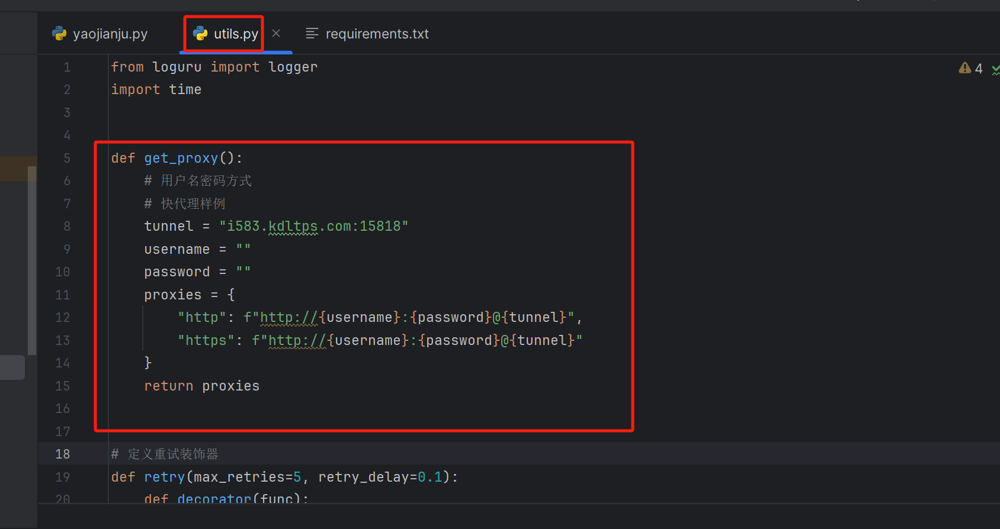 yaojianju.py utils.py requirements.txt
1 from loguru import logger 4
2 import time
3
4
5 def get_proxy():
6 # 用户名密码方式
7 # 快代理样例
8 tunnel = "i583.kdltps.com:15818"
9 username = ""
10 password = ""
11 proxies = {
12 "http": f"http://{username}:{password}@{tunnel}",
13 "https": f"http://{username}:{password}@{tunnel}"
14 }
15 return proxies
16
17
18 # 定义重试装饰器
19 def retry(max_retries=5, retry_delay=0.1):
20 def decorator(func):